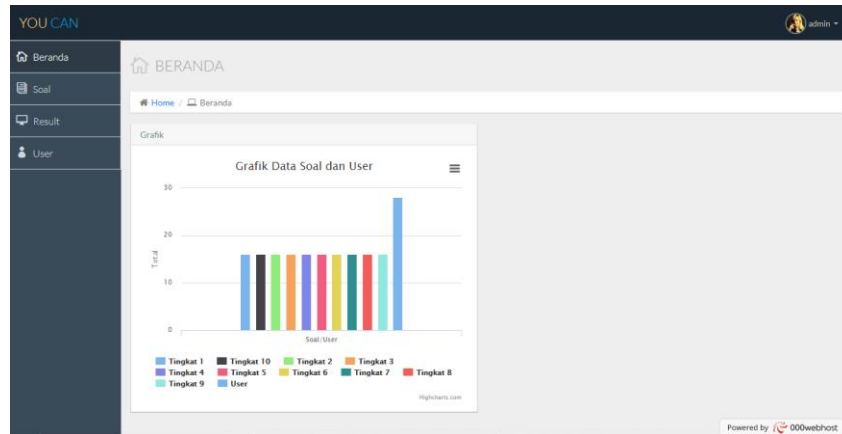 YOU CAN
admin
Beranda
Soal
Result
User
BERANDA
Home / Beranda
Grafik
Grafik Data Soal dan User
30
20
10
0
Total
Soal/User
Tingkat 1 Tingkat 10 Tingkat 2 Tingkat 3
Tingkat 4 Tingkat 5 Tingkat 6 Tingkat 7 Tingkat 8
Tingkat 9 User
Highcharts.com
Powered by 000webhost